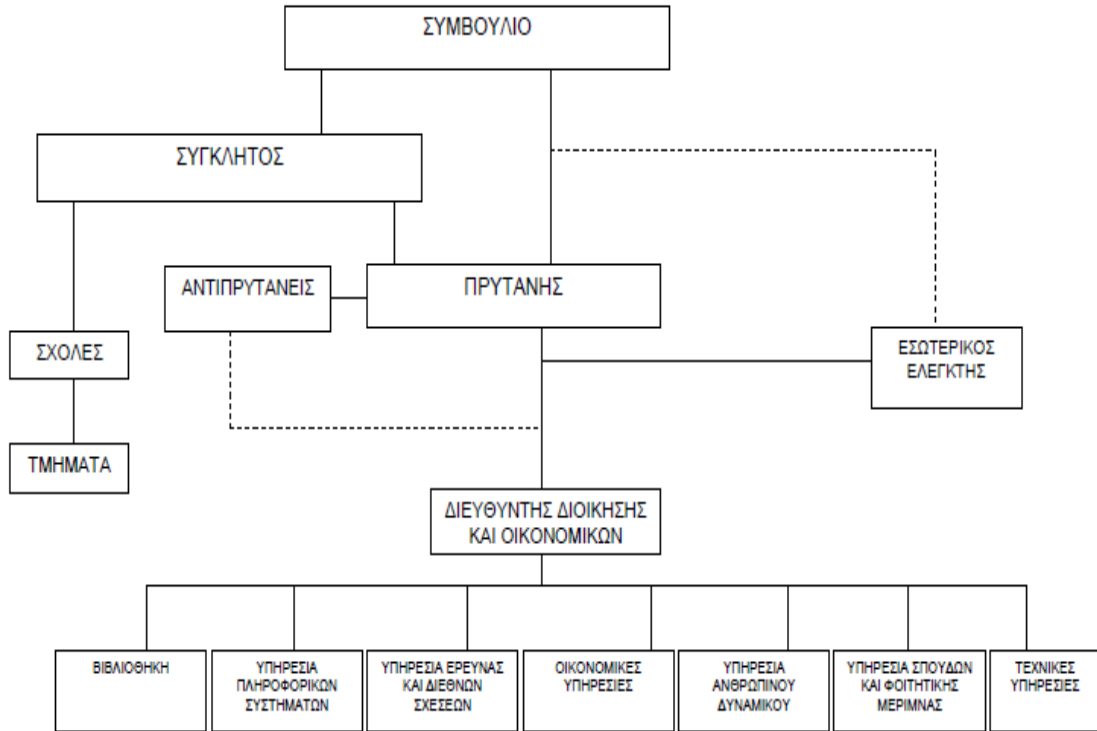 ΣΥΜΒΟΥΛΙΟ
ΣΥΓΚΛΗΤΟΣ
ΑΝΤΙΠΡΥΤΑΝΕΙΣ
ΠΡΥΤΑΝΗΣ
ΣΧΟΛΕΣ
ΕΣΩΤΕΡΙΚΟΣ
ΕΛΕΓΚΤΗΣ
ΤΜΗΜΑΤΑ
ΔΙΕΥΘΥΝΤΗΣ ΔΙΟΙΚΗΣΗΣ
ΚΑΙ ΟΙΚΟΝΟΜΙΚΩΝ
ΒΙΒΛΙΟΘΗΚΗ
ΥΠΗΡΕΣΙΑ
ΠΛΗΡΟΦΟΡΙΚΩΝ
ΣΥΣΤΗΜΑΤΩΝ
ΥΠΗΡΕΣΙΑ ΕΡΕΥΝΑΣ
ΚΑΙ ΔΙΕΘΝΩΝ
ΣΧΕΣΕΩΝ
ΟΙΚΟΝΟΜΙΚΕΣ
ΥΠΗΡΕΣΙΕΣ
ΥΠΗΡΕΣΙΑ
ΑΝΘΡΩΠΙΝΟΥ
ΔΥΝΑΜΙΚΟΥ
ΥΠΗΡΕΣΙΑ ΣΠΟΥΔΩΝ
ΚΑΙ ΦΟΙΤΗΤΙΚΗΣ
ΜΕΡΙΜΝΑΣ
ΤΕΧΝΙΚΕΣ
ΥΠΗΡΕΣΙΕΣ